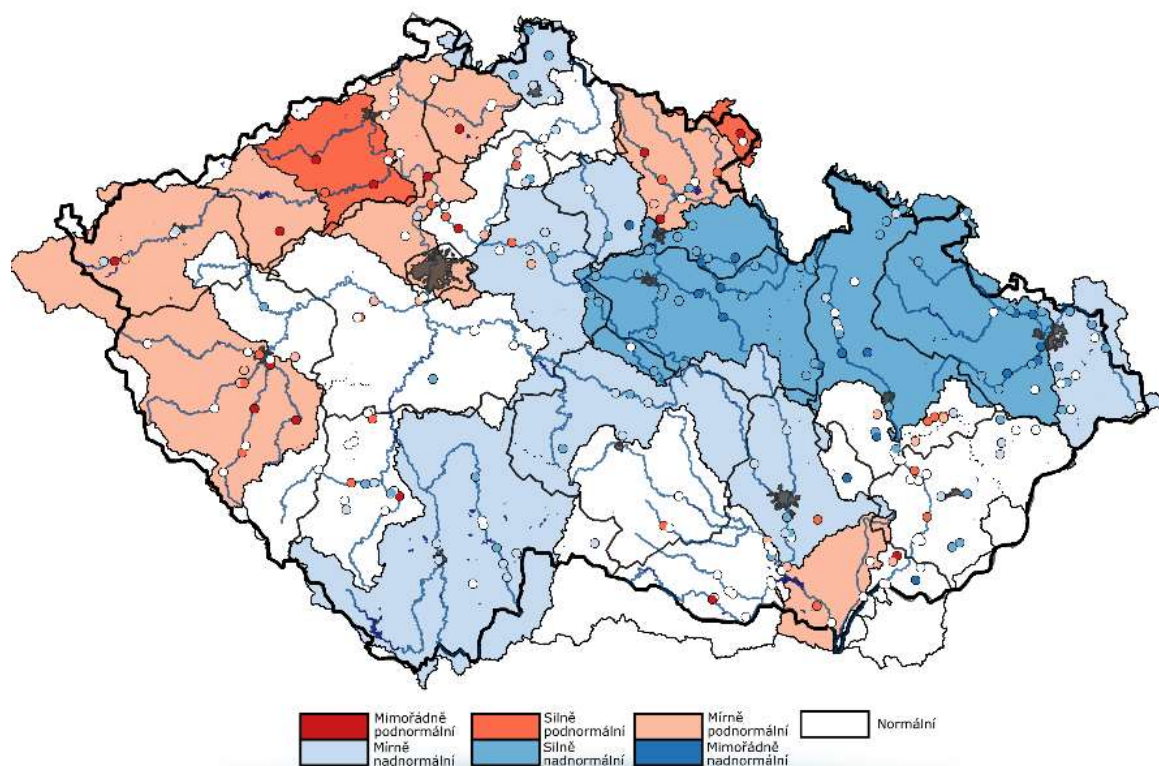 Mimořádně
podnormální
Silně
podnormální
Mírně
podnormální
Normální
Mírně
nadnormální
Silně
nadnormální
Mimořádně
nadnormální